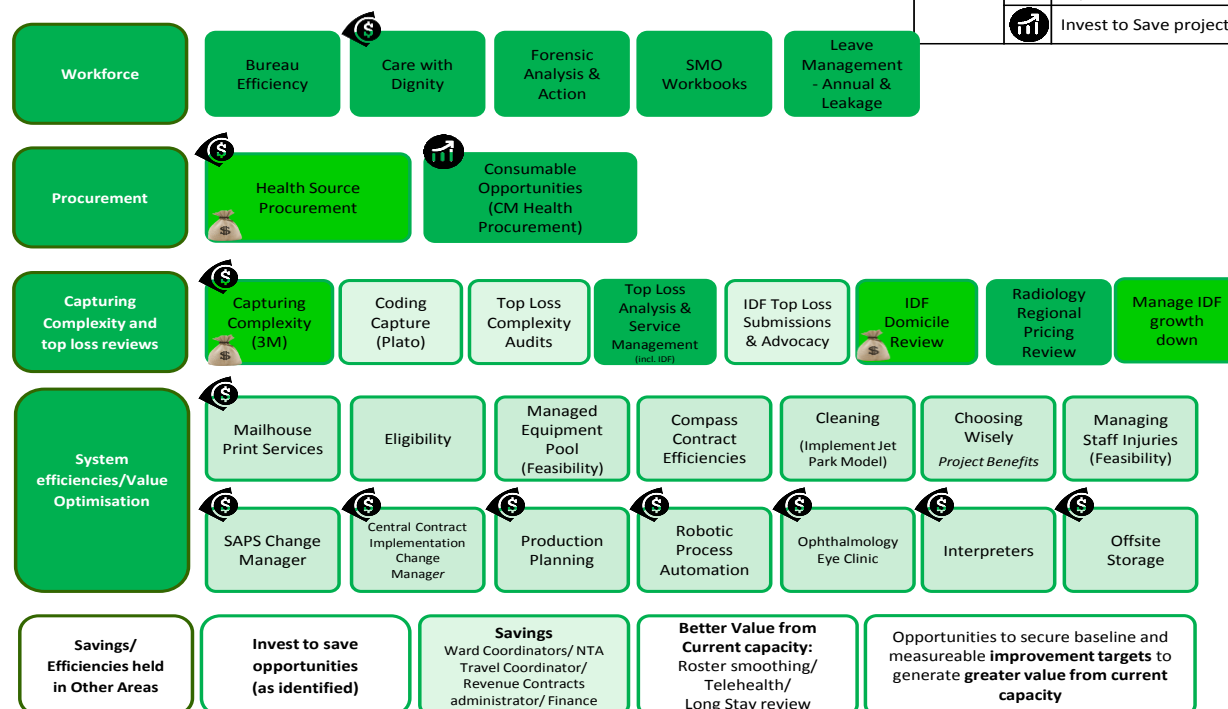 Invest to Save project
Workforce
Bureau
Efficiency
Care with
Dignity
Forensic
Analysis &
Action
SMO
Workbooks
Leave
Management
- Annual &
Leakage
Procurement
Health Source
Procurement
Consumable
Opportunities
(CM Health
Procurement)
Capturing
Complexity and
top loss reviews
Capturing
Complexity
(3M)
Coding
Capture
(Plato)
Top Loss
Complexity
Audits
Top Loss
Analysis &
Service
Management
(incl. IDF)
IDF Top Loss
Submissions
& Advocacy
IDF
Domicile
Review
Radiology
Regional
Pricing
Review
Manage IDF
growth
down
System
efficiencies/Value
Optimisation
Mailhouse
Print Services
Eligibility
Managed
Equipment
Pool
(Feasibility)
Compass
Contract
Efficiencies
Cleaning
(Implement Jet
Park Model)
Choosing
Wisely
Project Benefits
Managing
Staff Injuries
(Feasibility)
SAPS Change
Manager
Central Contract
Implementation
Change
Manager
Production
Planning
Robotic
Process
Automation
Ophthalmology
Eye Clinic
Interpreters
Offsite
Storage
Savings/
Efficiencies held
in Other Areas
Invest to save
opportunities
(as identified)
Savings
Ward Coordinators/ NTA
Travel Coordinator/
Revenue Contracts
administrator/ Finance
Better Value from
Current capacity:
Roster smoothing/
Telehealth/
Long Stay review
Opportunities to secure baseline and
measureable improvement targets to
generate greater value from current
capacity